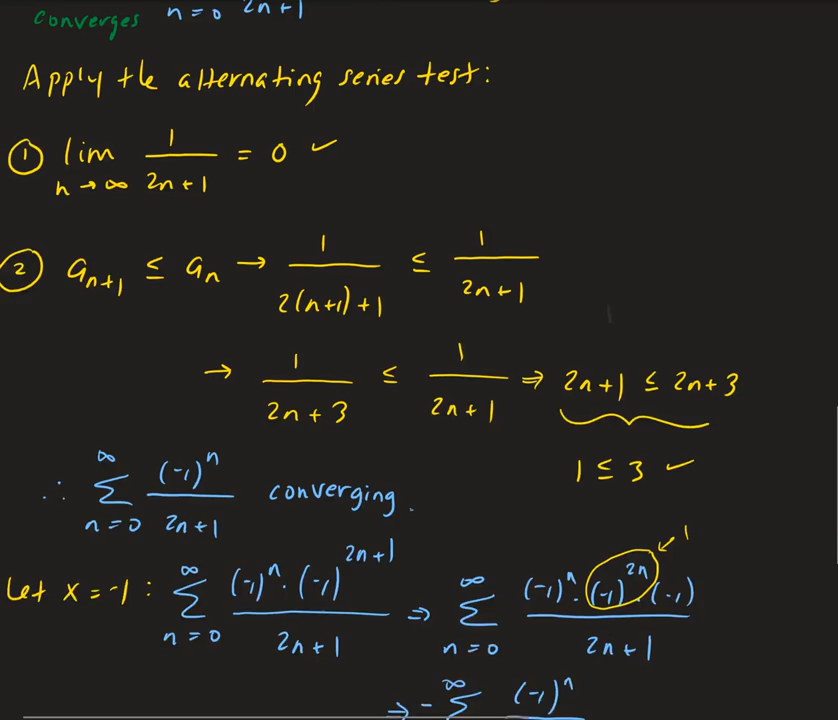 converges n=0 2n+1
Apply the alternating series test:
① lim n→∞ 1/(2n+1) = 0 ✓
② a_{n+1} ≤ a_n → 1/(2(n+1)+1) ≤ 1/(2n+1)
→ 1/(2n+3) ≤ 1/(2n+1) ⇒ 2n+1 ≤ 2n+3
1 ≤ 3 ✓
∴ ∑_{n=0}^{∞} (-1)^n/(2n+1) converging.
Let x=-1: ∑_{n=0}^{∞} (-1)^n·(-1)^{2n+1}/(2n+1) ⇒ ∑_{n=0}^{∞} (-1)^n·(-1)^{2n}·(-1)/(2n+1) ← 1
→ -∑^{∞} (-1)^n